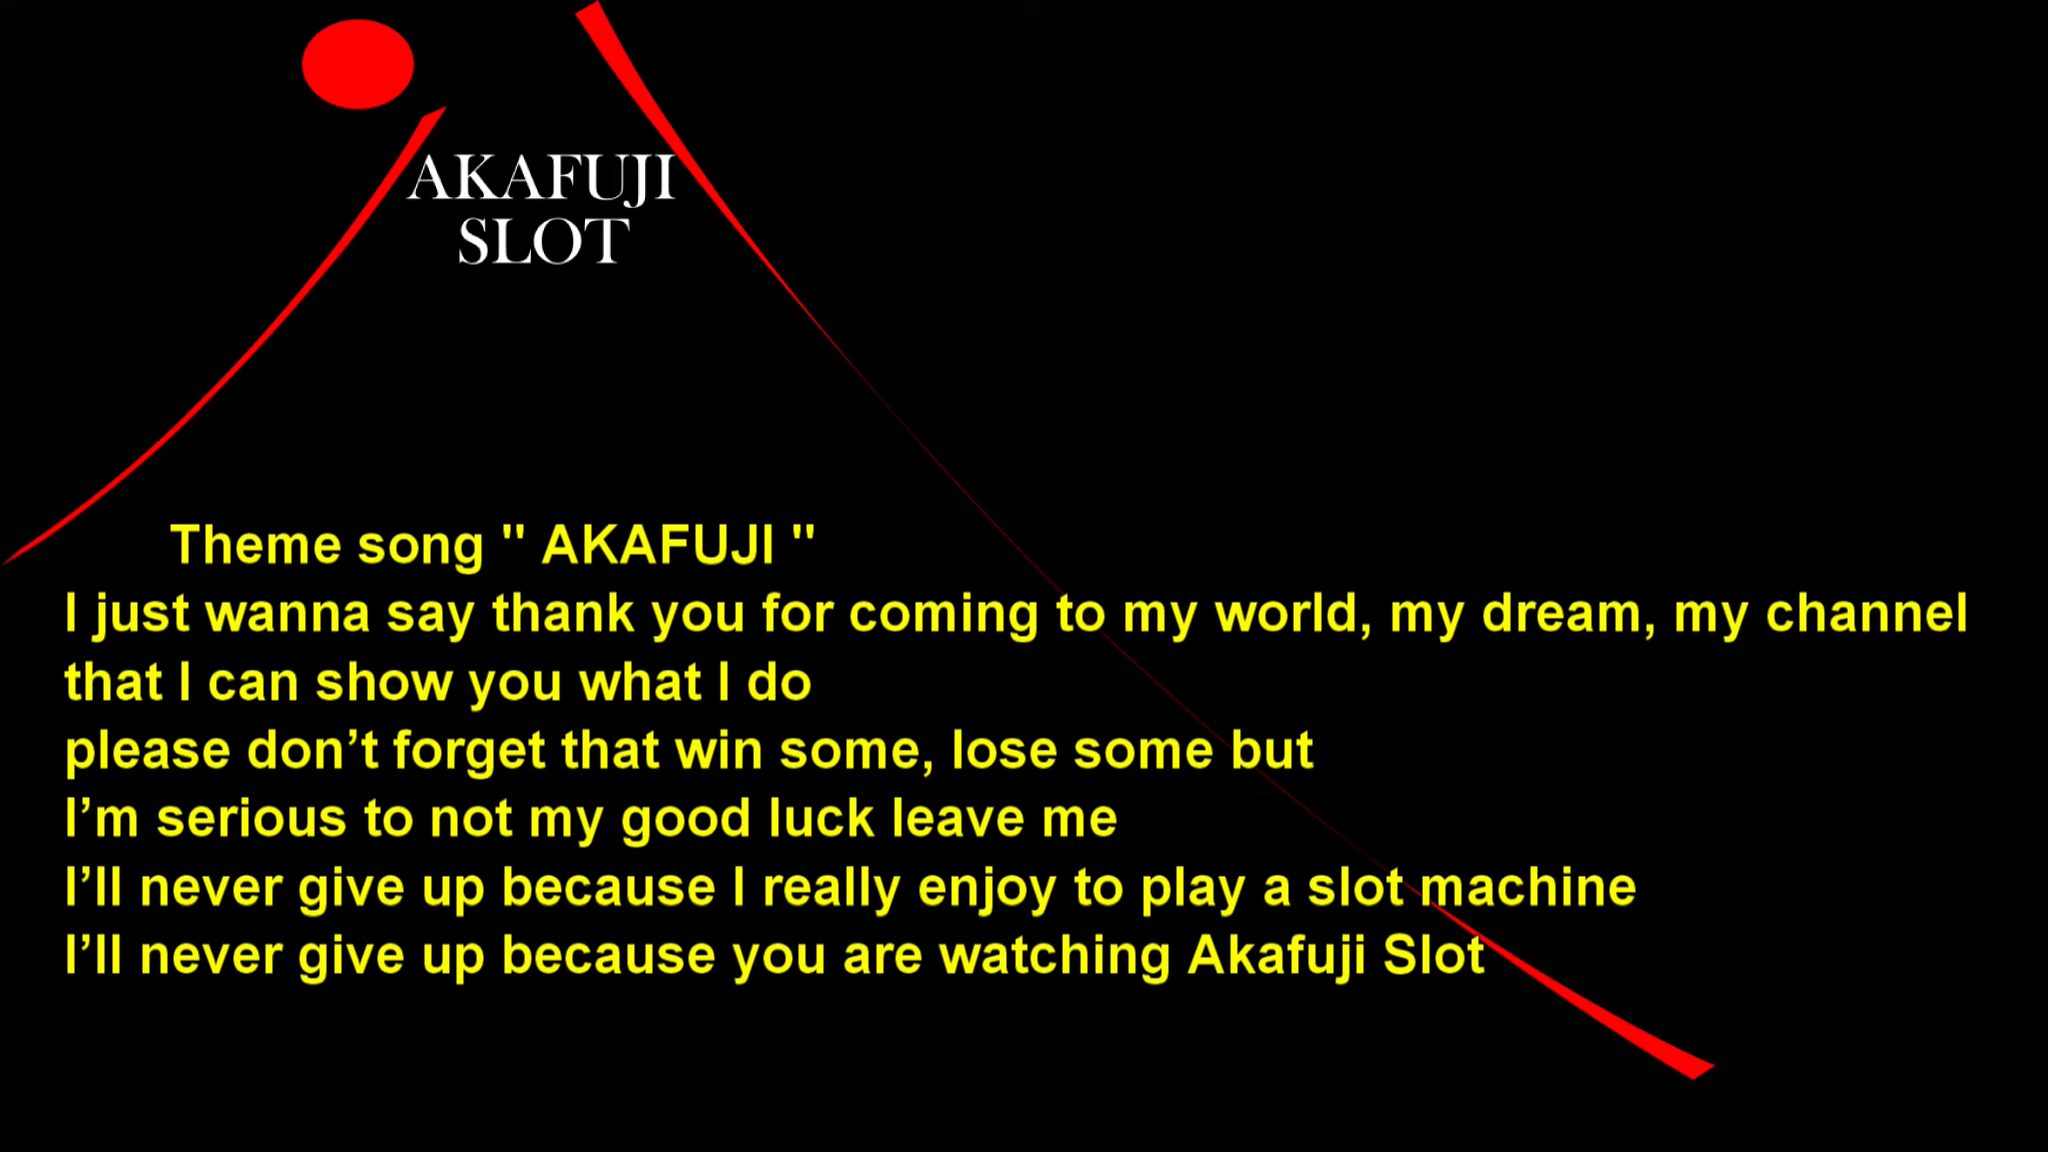 AKAFUJI
SLOT
Theme song " AKAFUJI "
I just wanna say thank you for coming to my world, my dream, my channel
that I can show you what I do
please don’t forget that win some, lose some but
I’m serious to not my good luck leave me
I’ll never give up because I really enjoy to play a slot machine
I’ll never give up because you are watching Akafuji Slot